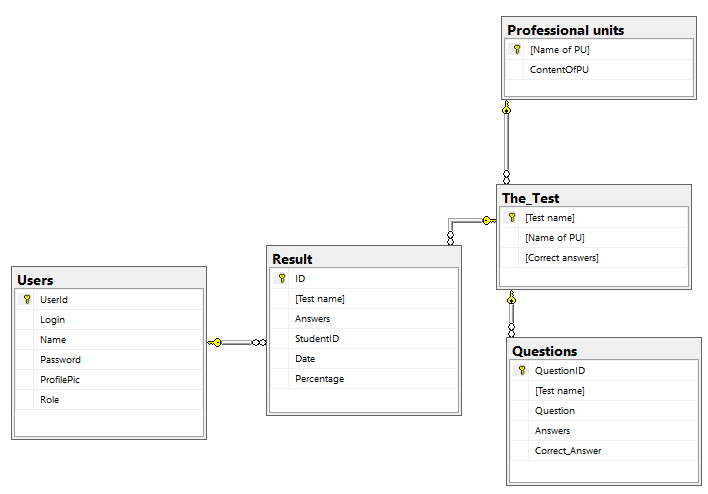 Professional units
[Name of PU]
ContentOfPU
The_Test
[Test name]
[Name of PU]
[Correct answers]
Result
ID
[Test name]
Answers
StudentID
Date
Percentage
Users
UserId
Login
Name
Password
ProfilePic
Role
Questions
QuestionID
[Test name]
Question
Answers
Correct_Answer